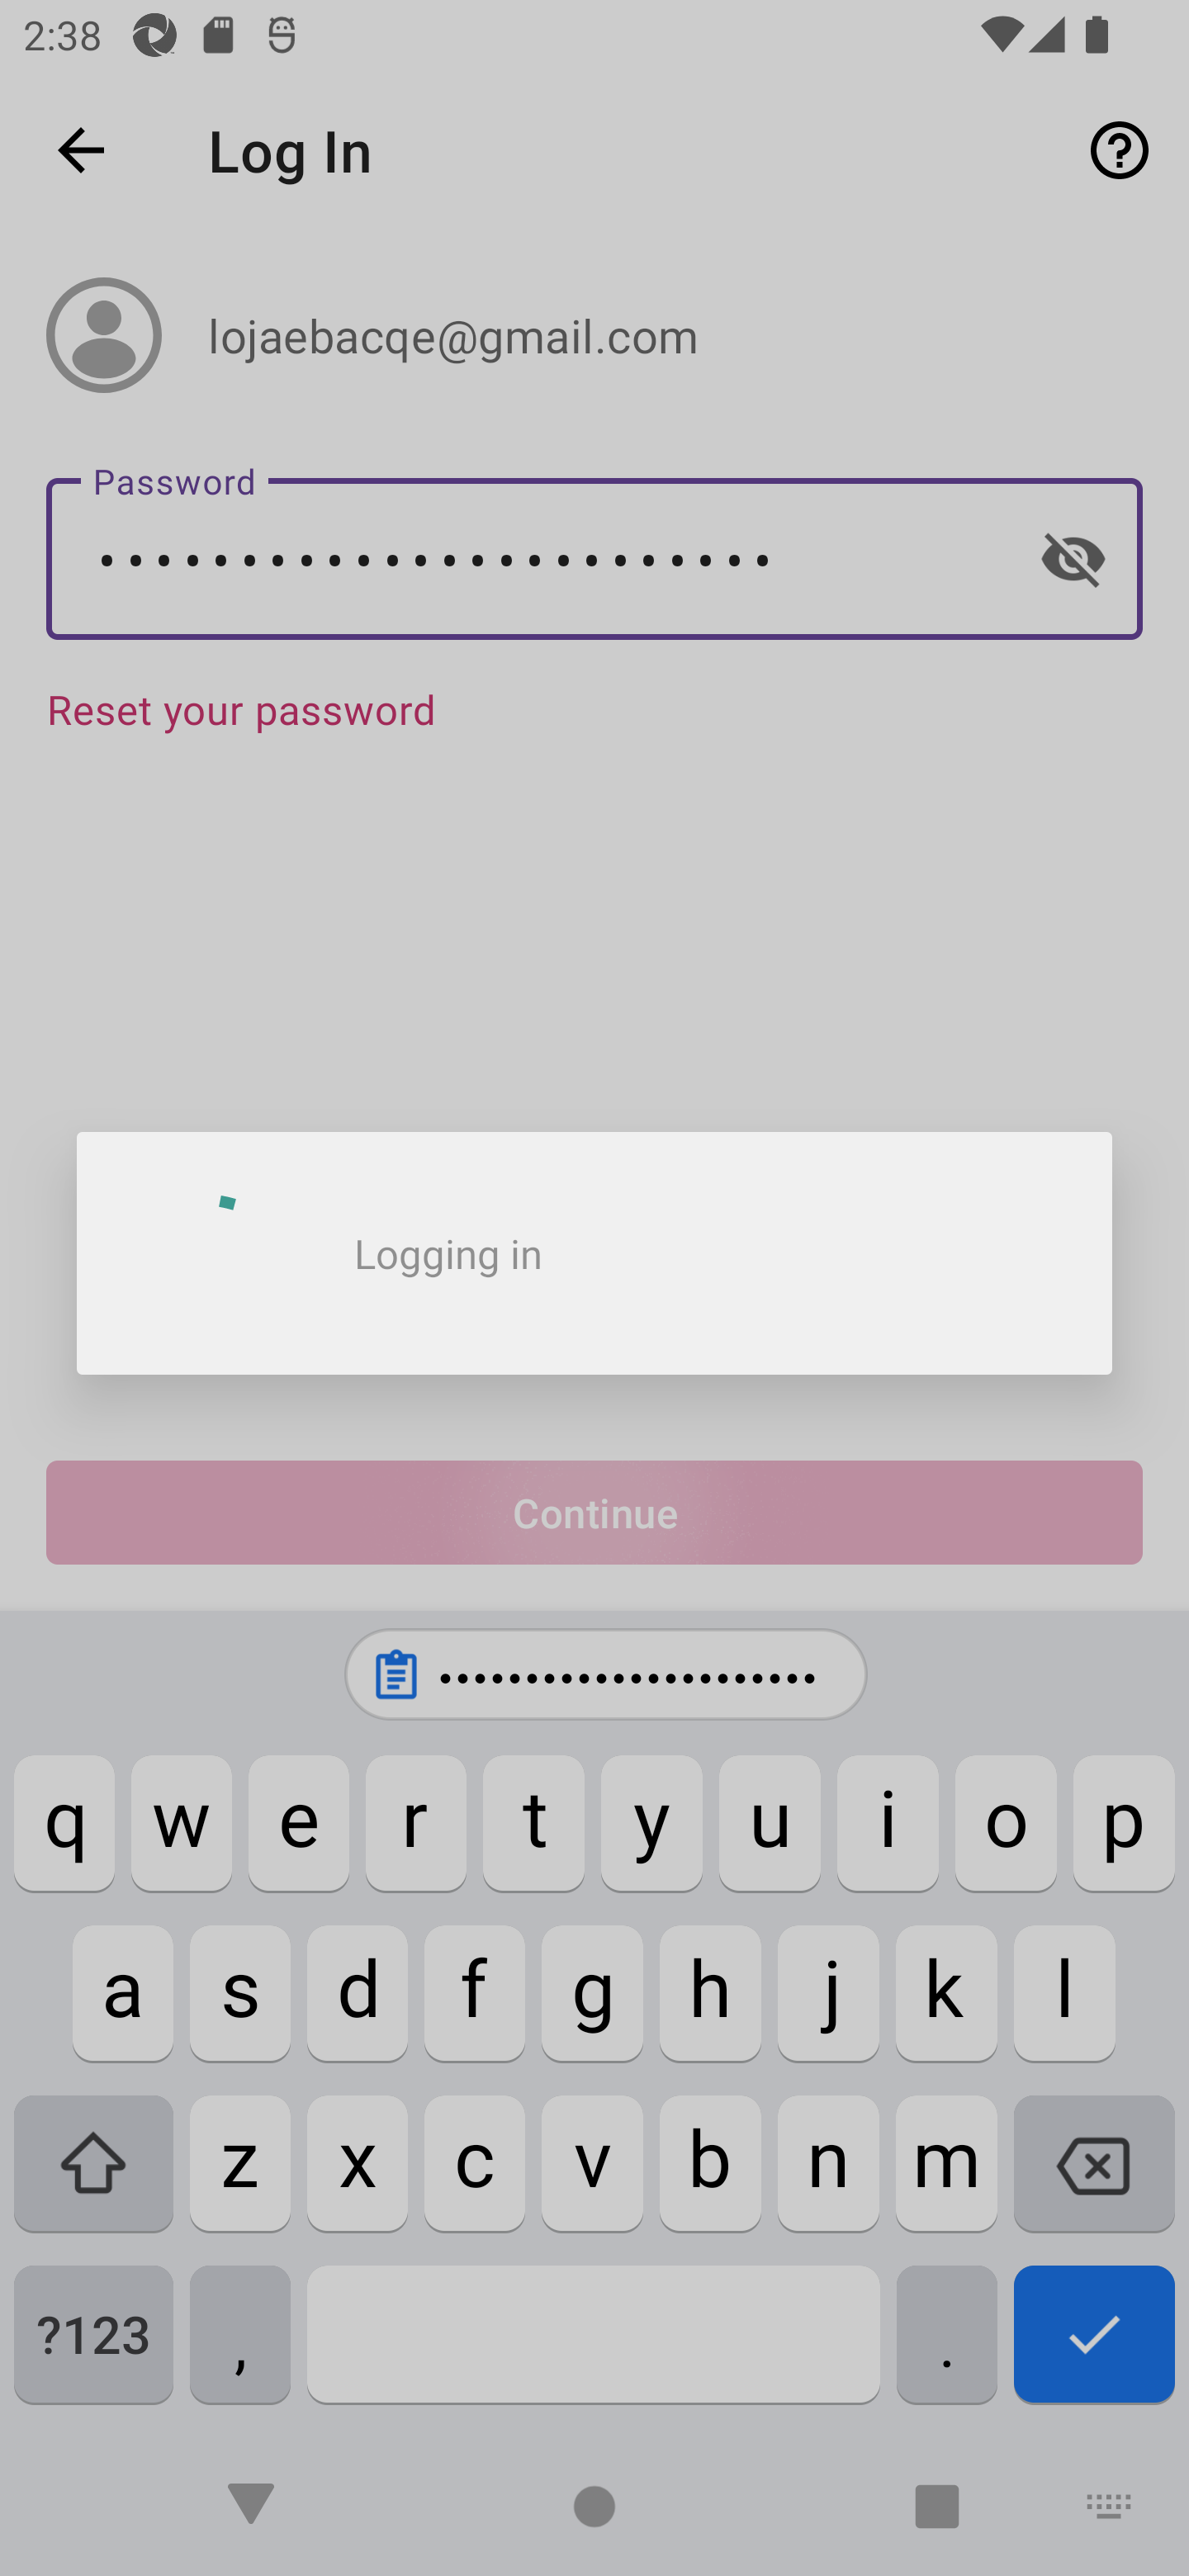 2:38
Log In
lojaebacqe@gmail.com
Password
••••••••••••••••••••••••
Reset your password
Logging in
Continue
••••••••••••••••••••••
q w e r t y u i o p
a s d f g h j k l
z x c v b n m
?123 , .